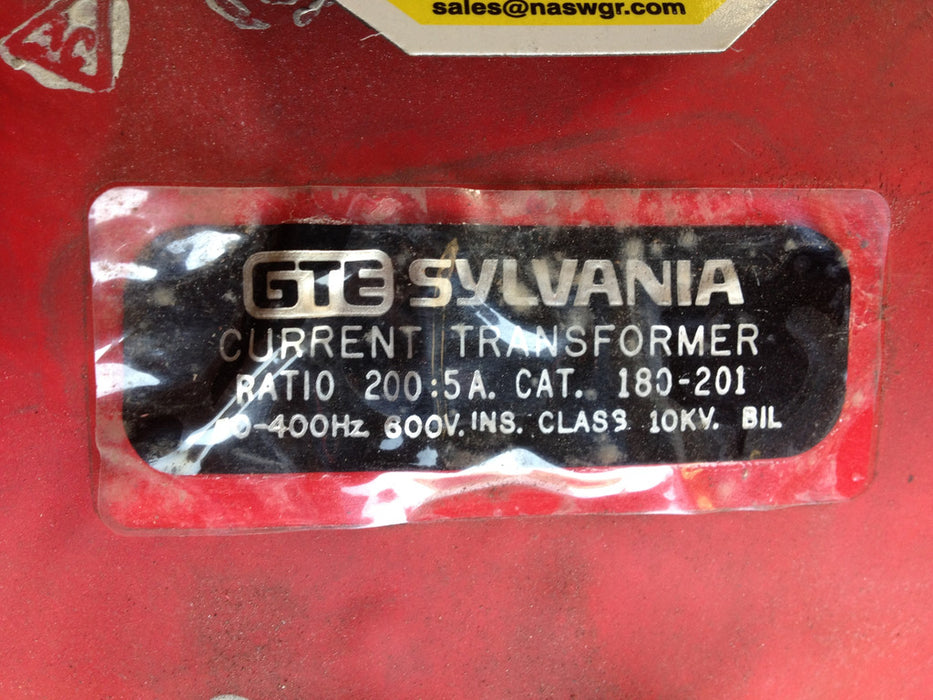 sales@naswgr.com
GTE SYLVANIA
CURRENT TRANSFORMER
RATIO 200:5A. CAT. 180-201
600V. INS. CLASS 10KV. BIL